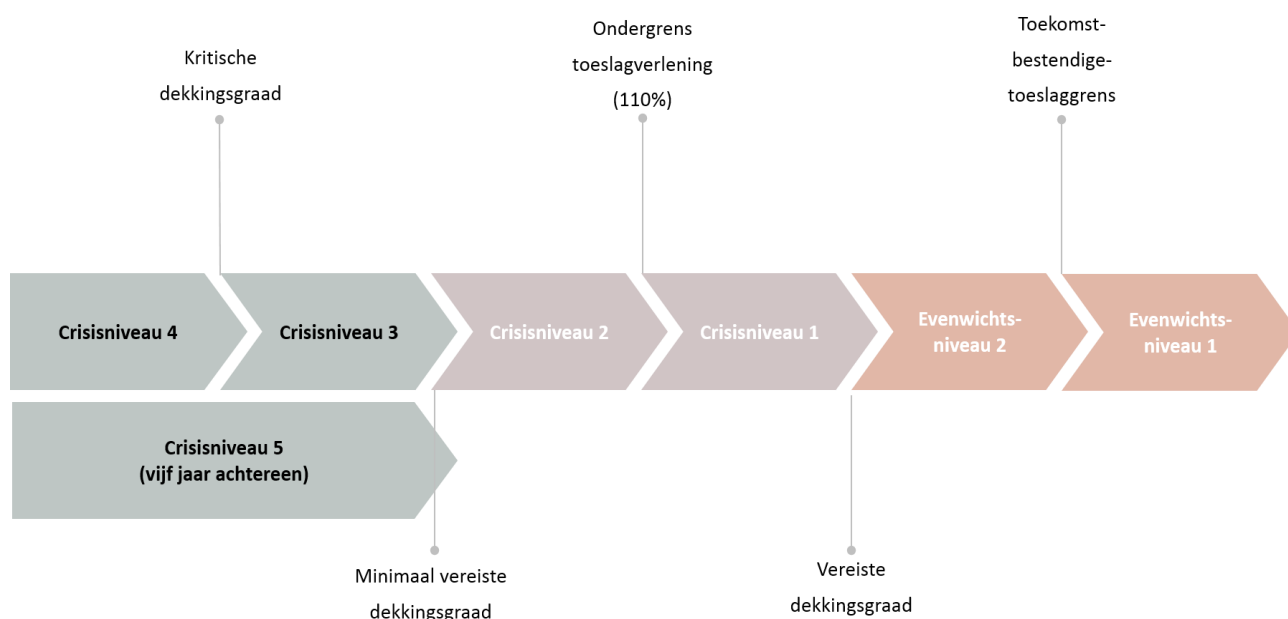 Kritische
dekkingsgraad
Ondergrens
toeslagverlening
(110%)
Toekomst-
bestendige-
toeslaggrens
Crisisniveau 4
Crisisniveau 3
Crisisniveau 2
Crisisniveau 1
Evenwichts-
niveau 2
Evenwichts-
niveau 1
Crisisniveau 5
(vijf jaar achtereen)
Minimaal vereiste
dekkingsgraad
Vereiste
dekkingsgraad